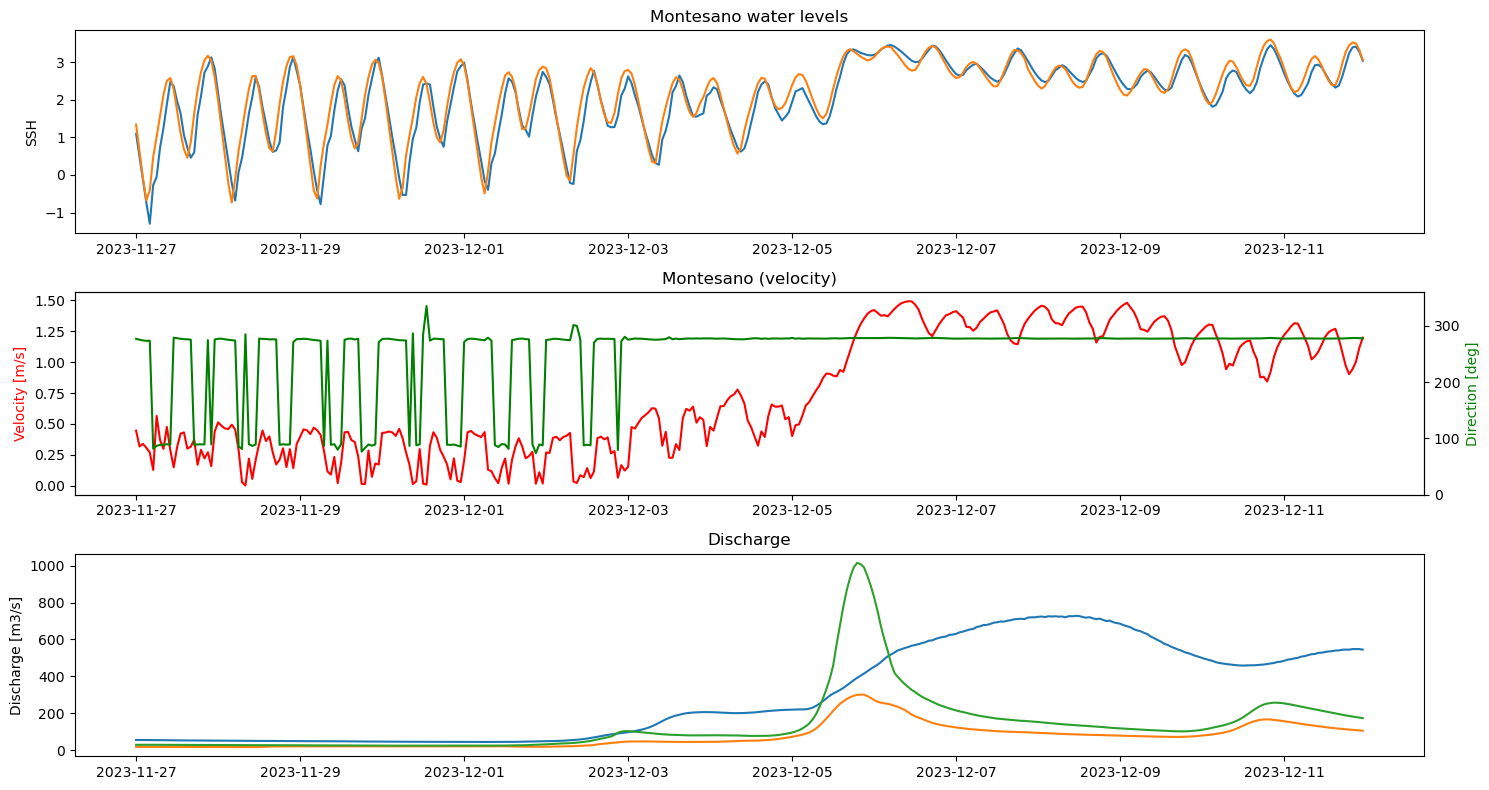 Montesano water levels
SSH
3
2
1
0
−1
2023-11-27 2023-11-29 2023-12-01 2023-12-03 2023-12-05 2023-12-07 2023-12-09 2023-12-11
Montesano (velocity)
Velocity [m/s]
1.50
1.25
1.00
0.75
0.50
0.25
0.00
300
200
100
0
Direction [deg]
2023-11-27 2023-11-29 2023-12-01 2023-12-03 2023-12-05 2023-12-07 2023-12-09 2023-12-11
Discharge
Discharge [m3/s]
1000
800
600
400
200
0
2023-11-27 2023-11-29 2023-12-01 2023-12-03 2023-12-05 2023-12-07 2023-12-09 2023-12-11